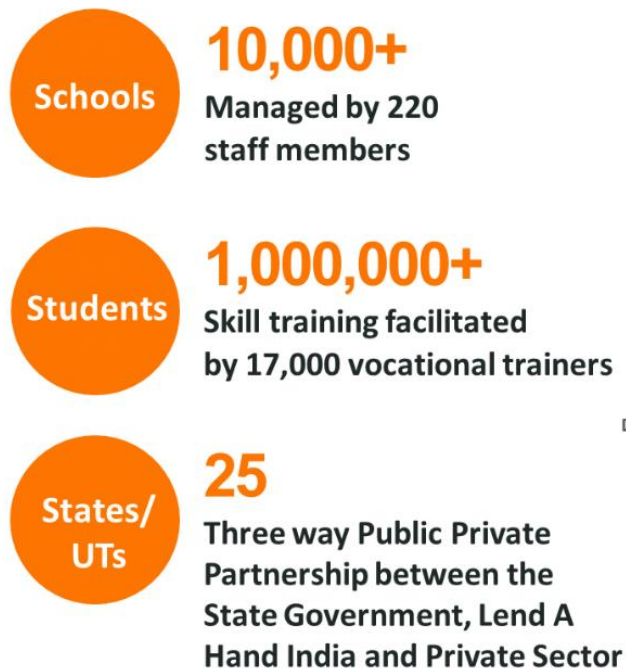 Schools
10,000+
Managed by 220
staff members
Students
1,000,000+
Skill training facilitated
by 17,000 vocational trainers
States/
UTs
25
Three way Public Private
Partnership between the
State Government, Lend A
Hand India and Private Sector